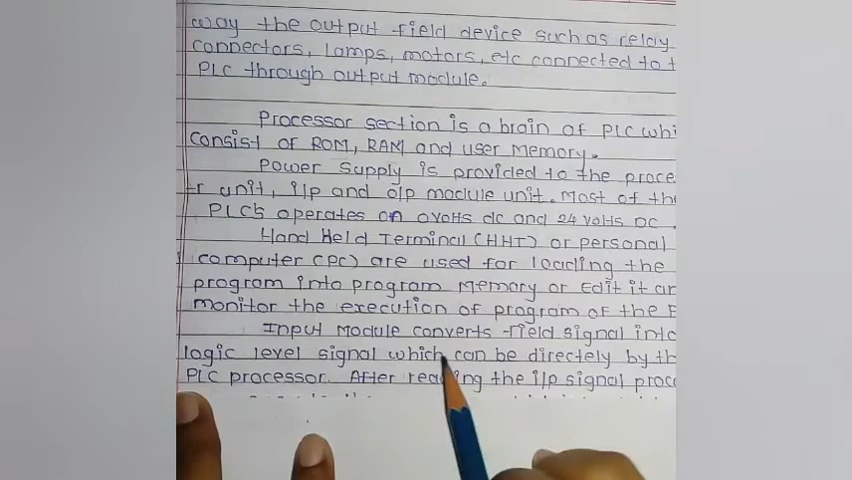 way the output field device such as relay
connectors, lamps, motors, etc connected to t
PLC through output module.
Processor section is a brain of PLC whi
consist of ROM, RAM and user Memory.
Power supply is provided to the proce
r unit, i/p and o/p module unit. Most of the
PLC's operates on 0 volts dc and 24 volts DC.
Hand Held Terminal (HHT) or personal
computer (PC) are used for loading the
program into program Memory or Edit it an
monitor the execution of program of the P
Input Module converts field signal into
logic level signal which can be directely by th
PLC processor. After reading the i/p signal proce